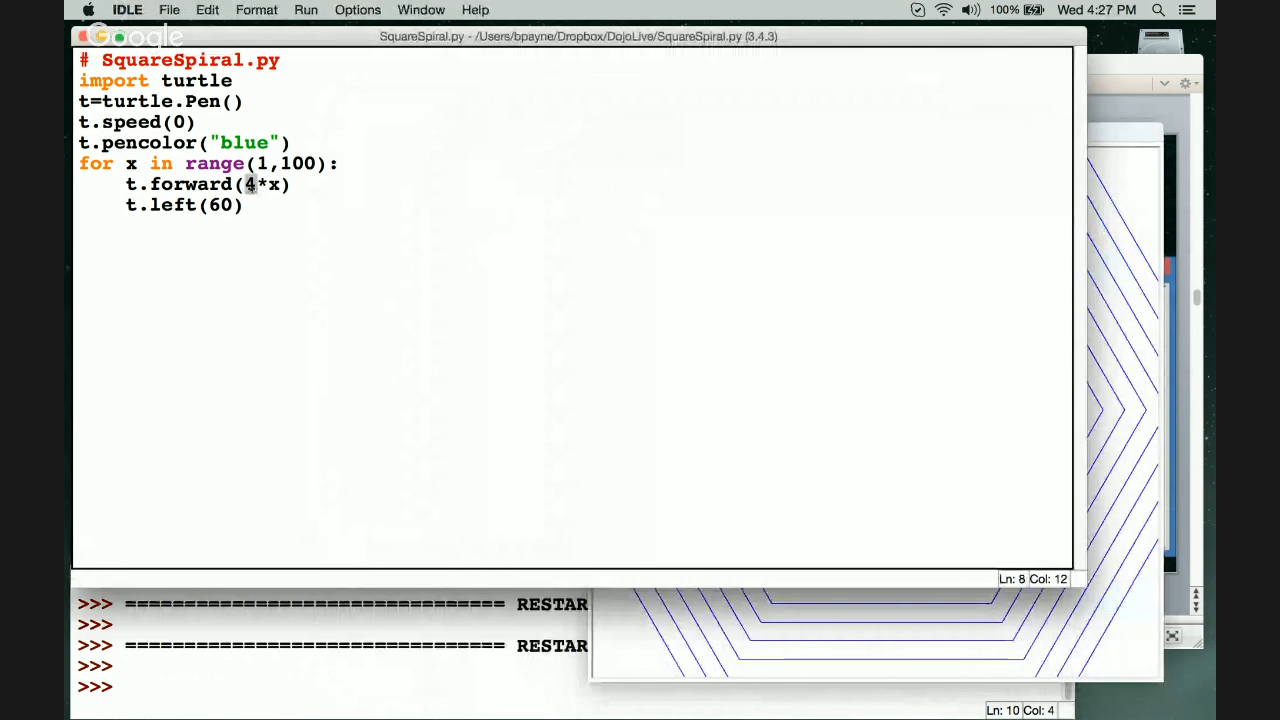 IDLE File Edit Format Run Options Window Help 100% Wed 4:27 PM
Google
SquareSpiral.py - /Users/bpayne/Dropbox/DojoLive/SquareSpiral.py (3.4.3)
# SquareSpiral.py
import turtle
t=turtle.Pen()
t.speed(0)
t.pencolor("blue")
for x in range(1,100):
    t.forward(4*x)
    t.left(60)
Ln: 8 Col: 12
>>> ================================ RESTAR
>>>
>>> ================================ RESTAR
>>>
>>>
Ln: 10 Col: 4